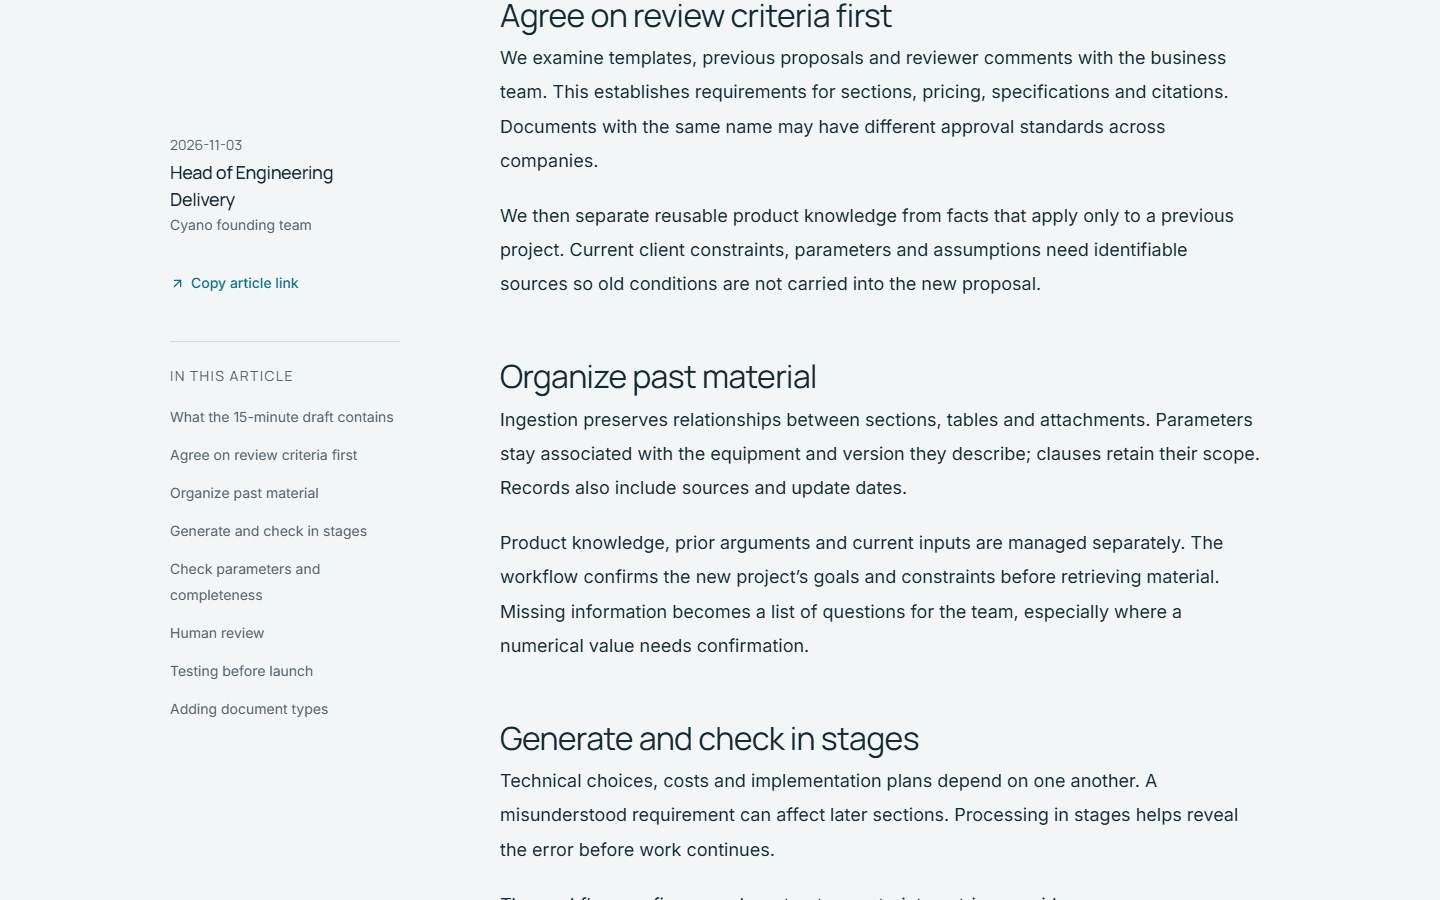 2026-11-03
Head of Engineering
Delivery
Cyano founding team
Copy article link
IN THIS ARTICLE
What the 15-minute draft contains
Agree on review criteria first
Organize past material
Generate and check in stages
Check parameters and
completeness
Human review
Testing before launch
Adding document types
Agree on review criteria first
We examine templates, previous proposals and reviewer comments with the business
team. This establishes requirements for sections, pricing, specifications and citations.
Documents with the same name may have different approval standards across
companies.
We then separate reusable product knowledge from facts that apply only to a previous
project. Current client constraints, parameters and assumptions need identifiable
sources so old conditions are not carried into the new proposal.
Organize past material
Ingestion preserves relationships between sections, tables and attachments. Parameters
stay associated with the equipment and version they describe; clauses retain their scope.
Records also include sources and update dates.
Product knowledge, prior arguments and current inputs are managed separately. The
workflow confirms the new project’s goals and constraints before retrieving material.
Missing information becomes a list of questions for the team, especially where a
numerical value needs confirmation.
Generate and check in stages
Technical choices, costs and implementation plans depend on one another. A
misunderstood requirement can affect later sections. Processing in stages helps reveal
the error before work continues.